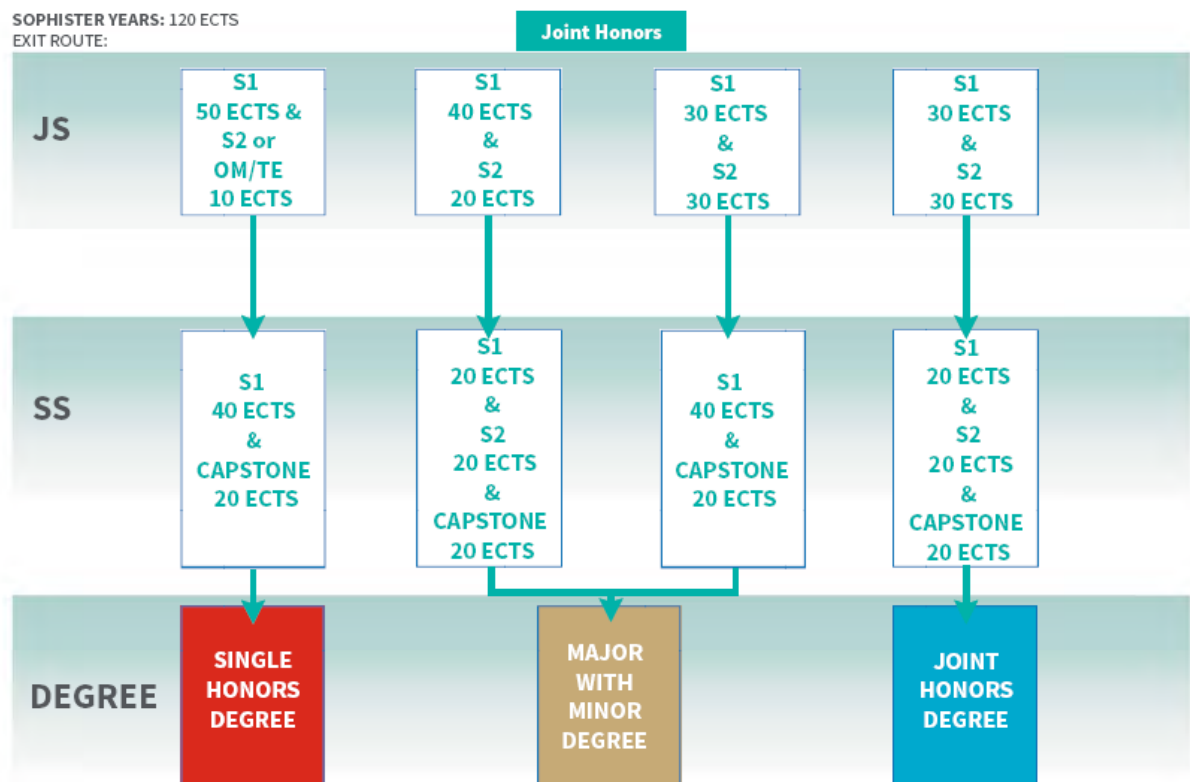 SOPHISTER YEARS: 120 ECTS
EXIT ROUTE:
Joint Honors
JS
S1
50 ECTS &
S2 or
OM/TE
10 ECTS
S1
40 ECTS
&
S2
20 ECTS
S1
30 ECTS
&
S2
30 ECTS
S1
30 ECTS
&
S2
30 ECTS
SS
S1
40 ECTS
&
CAPSTONE
20 ECTS
S1
20 ECTS
&
S2
20 ECTS
&
CAPSTONE
20 ECTS
S1
40 ECTS
&
CAPSTONE
20 ECTS
S1
20 ECTS
&
S2
20 ECTS
&
CAPSTONE
20 ECTS
DEGREE
SINGLE
HONORS
DEGREE
MAJOR
WITH
MINOR
DEGREE
JOINT
HONORS
DEGREE